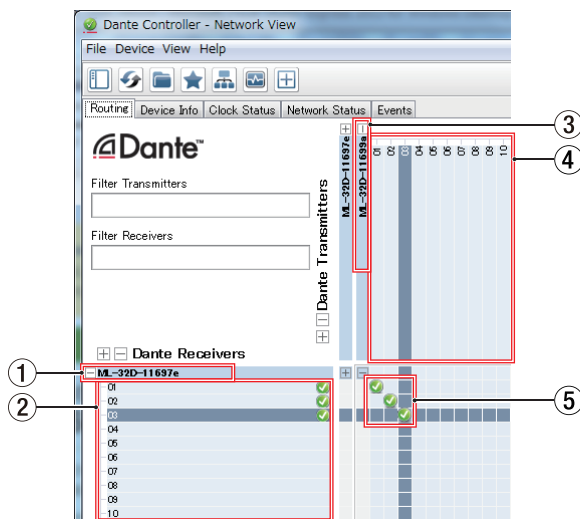 Dante Controller - Network View
File Device View Help
Routing Device Info Clock Status Network Status Events
Dante™
Filter Transmitters
Filter Receivers
Dante Transmitters
ML-32D-11697e
ML-32D-11699a
01 02 03 04 05 06 07 08 09 10
3
4
Dante Receivers
1
ML-32D-11697e
2
01
02
03
04
05
06
07
08
09
10
5